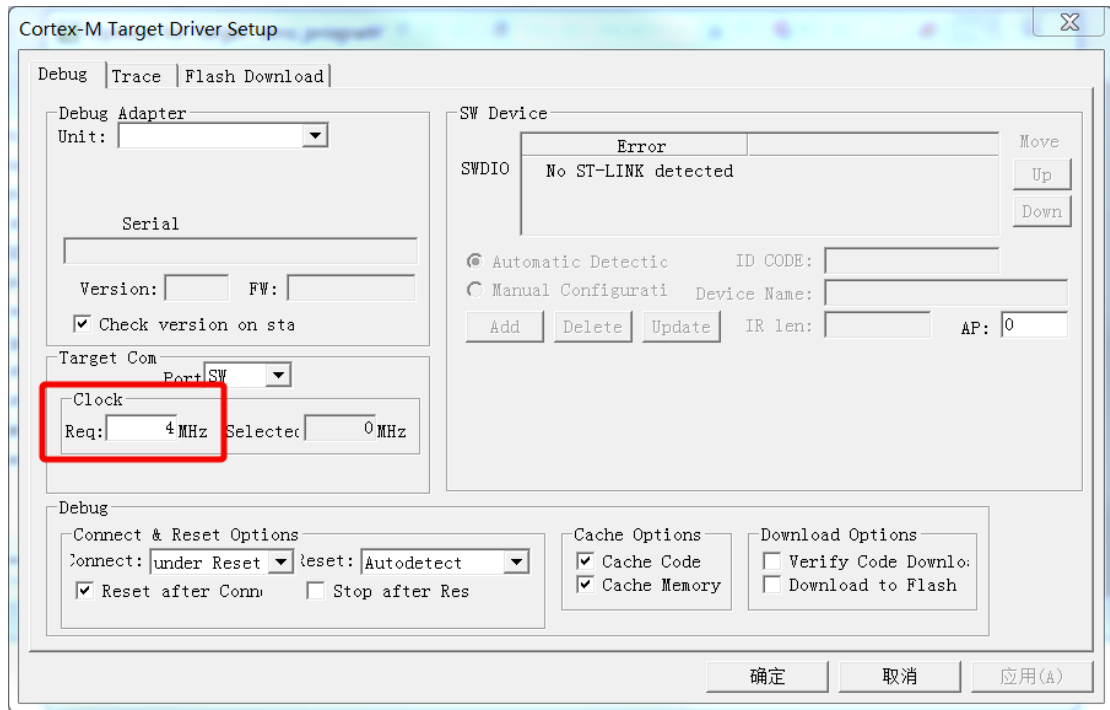 Cortex-M Target Driver Setup
Debug Trace Flash Download
Debug Adapter
Unit:
Serial
Version: FW:
Check version on sta
Target Com
Port SW
Clock
Req: 4 MHz Selected 0 MHz
SW Device
Error
SWDIO No ST-LINK detected
Move
Up
Down
Automatic Detectic ID CODE:
Manual Configurati Device Name:
Add Delete Update IR len: AP: 0
Debug
Connect & Reset Options
Connect: under Reset Reset: Autodetect
Reset after Conn Stop after Res
Cache Options
Cache Code
Cache Memory
Download Options
Verify Code Downlo
Download to Flash
确定 取消 应用(A)